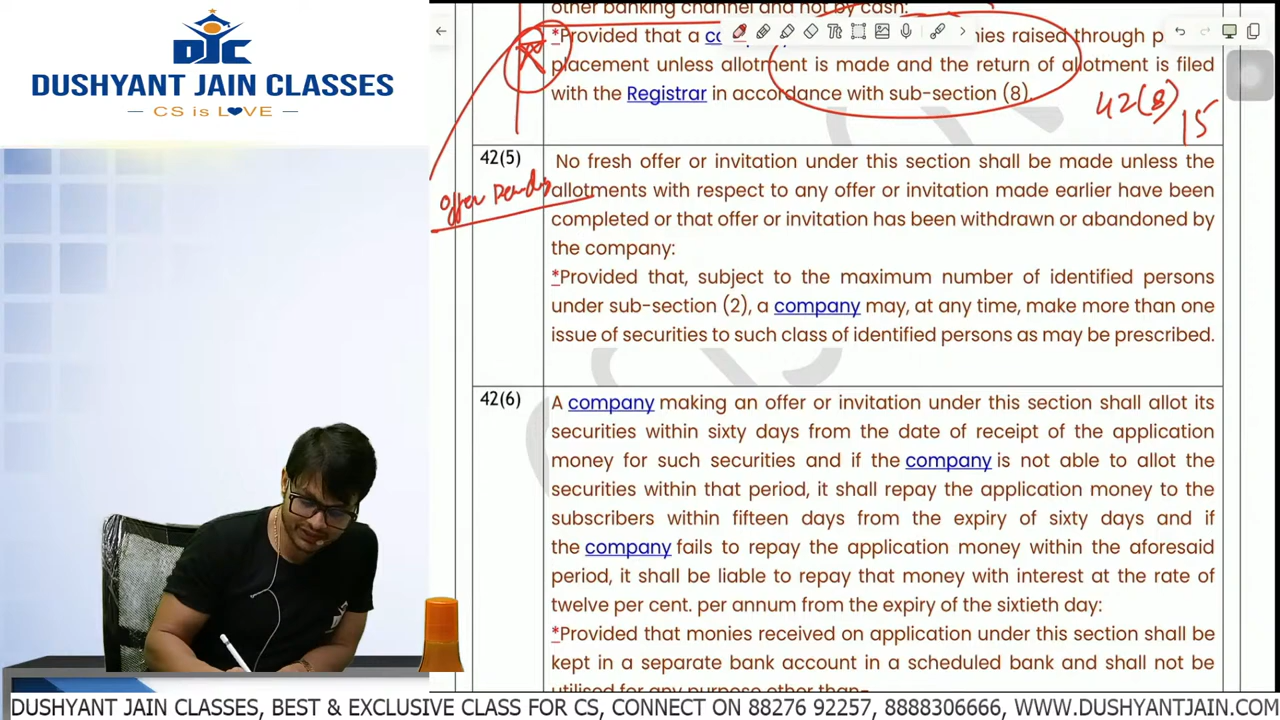 DJC
DUSHYANT JAIN CLASSES
CS is L VE
other banking channel and not by cash:
*Provided that a co nies raised through p
placement unless allotment is made and the return of allotment is filed
with the Registrar in accordance with sub-section (8).
42(8)
15
42(5)
No fresh offer or invitation under this section shall be made unless the
Offer
allotments with respect to any offer or invitation made earlier have been
completed or that offer or invitation has been withdrawn or abandoned by
the company:
*Provided that, subject to the maximum number of identified persons
under sub-section (2), a company may, at any time, make more than one
issue of securities to such class of identified persons as may be prescribed.
42(6)
A company making an offer or invitation under this section shall allot its
securities within sixty days from the date of receipt of the application
money for such securities and if the company is not able to allot the
securities within that period, it shall repay the application money to the
subscribers within fifteen days from the expiry of sixty days and if
the company fails to repay the application money within the aforesaid
period, it shall be liable to repay that money with interest at the rate of
twelve per cent. per annum from the expiry of the sixtieth day:
*Provided that monies received on application under this section shall be
kept in a separate bank account in a scheduled bank and shall not be
utilised for any purpose other than-
DUSHYANT JAIN CLASSES, BEST & EXCLUSIVE CLASS FOR CS, CONNECT ON 88276 92257, 8888306666, WWW.DUSHYANTJAIN.COM